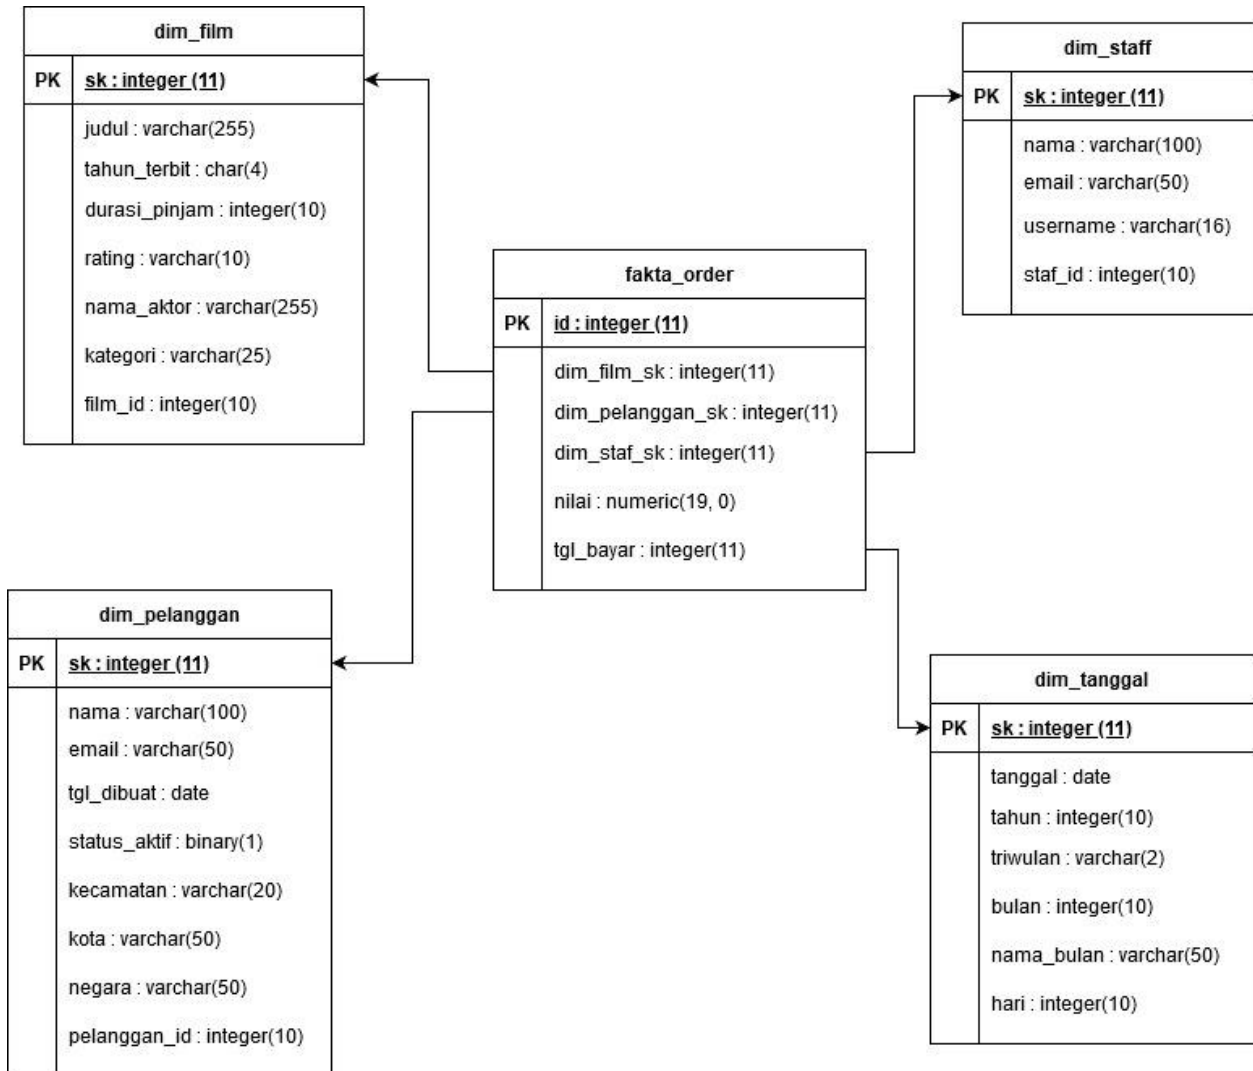 dim_film
PK sk : integer (11)
judul : varchar(255)
tahun_terbit : char(4)
durasi_pinjam : integer(10)
rating : varchar(10)
nama_aktor : varchar(255)
kategori : varchar(25)
film_id : integer(10)
dim_staff
PK sk : integer (11)
nama : varchar(100)
email : varchar(50)
username : varchar(16)
staf_id : integer(10)
fakta_order
PK id : integer (11)
dim_film_sk : integer(11)
dim_pelanggan_sk : integer(11)
dim_staf_sk : integer(11)
nilai : numeric(19, 0)
tgl_bayar : integer(11)
dim_pelanggan
PK sk : integer (11)
nama : varchar(100)
email : varchar(50)
tgl_dibuat : date
status_aktif : binary(1)
kecamatan : varchar(20)
kota : varchar(50)
negara : varchar(50)
pelanggan_id : integer(10)
dim_tanggal
PK sk : integer (11)
tanggal : date
tahun : integer(10)
triwulan : varchar(2)
bulan : integer(10)
nama_bulan : varchar(50)
hari : integer(10)